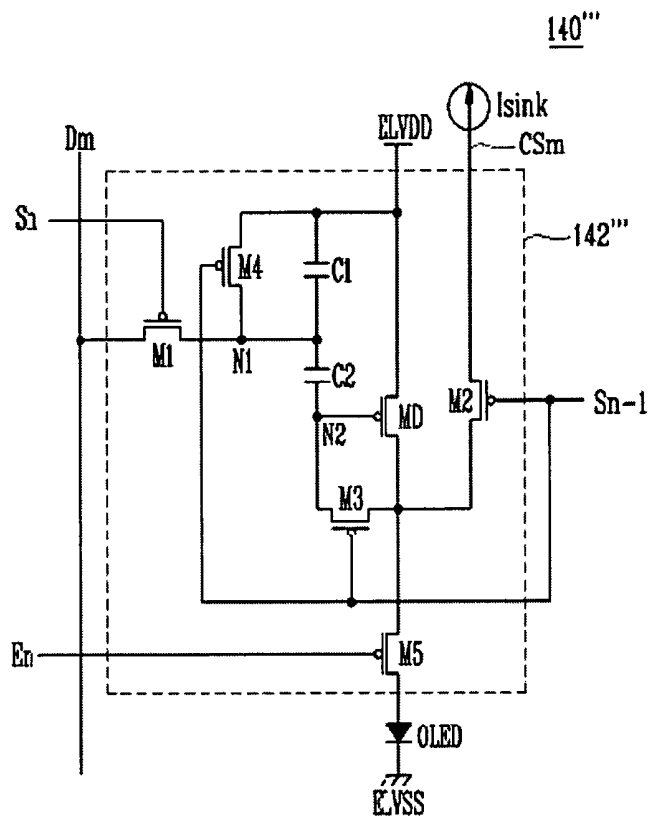 140'''
Isink
Dm
ELVDD
CSm
Sn
142'''
M4
C1
M1
N1
C2
M2
Sn-1
N2
MD
M3
En
M5
OLED
ELVSS